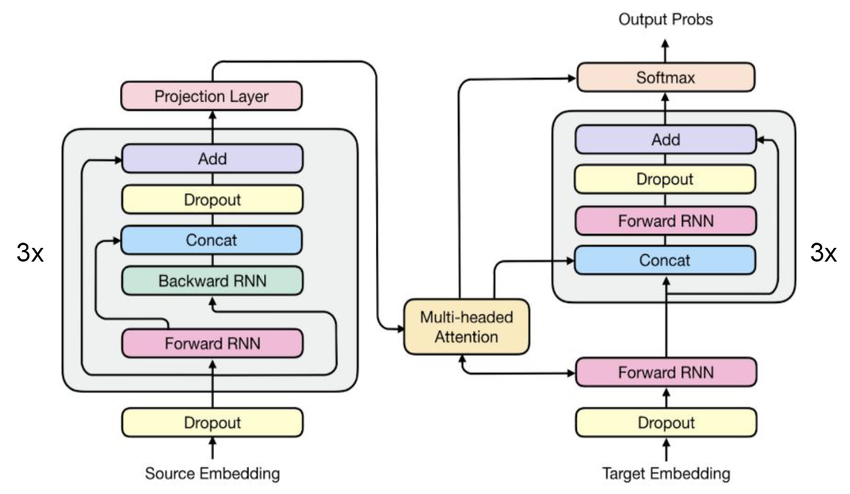 Output Probs
Softmax
Projection Layer
Add
Dropout
Concat
Backward RNN
Forward RNN
3x
Dropout
Source Embedding
Multi-headed
Attention
Add
Dropout
Forward RNN
Concat
3x
Forward RNN
Dropout
Target Embedding